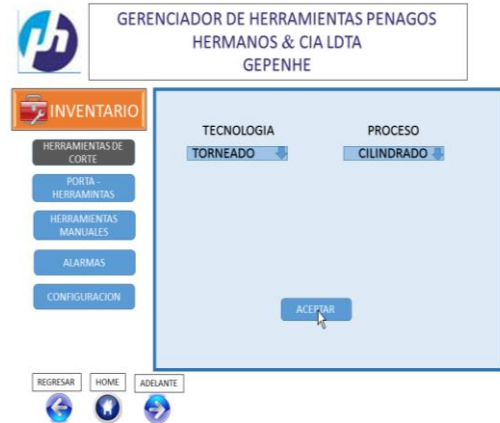 GERENCIADOR DE HERRAMIENTAS PENAGOS
HERMANOS & CIA LDTA
GEPENHE
ph
INVENTARIO
HERRAMIENTAS DE
CORTE
PORTA -
HERRAMINTAS
HERRAMIENTAS
MANUALES
ALARMAS
CONFIGURACION
TECNOLOGIA
PROCESO
TORNEADO
CILINDRADO
ACEPTAR
REGRESAR
HOME
ADELANTE